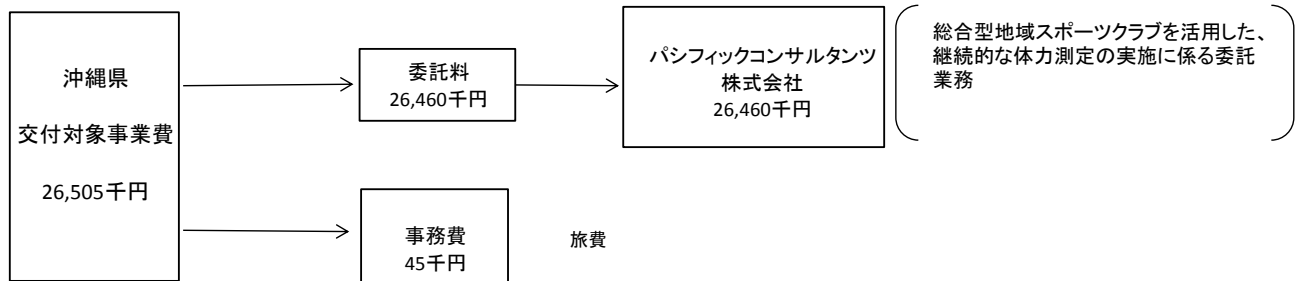 沖縄県
交付対象事業費
26,505千円
委託料
26,460千円
パシフィックコンサルタンツ
株式会社
26,460千円
総合型地域スポーツクラブを活用した、
継続的な体力測定の実施に係る委託
業務
事務費
45千円
旅費